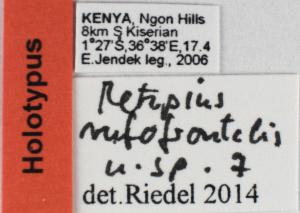 Holotypus
KENYA, Ngon Hills
8km S Kiserian
1°27'S,36°38'E,17.4
E.Jendek leg., 2006
rufofrontalis
n. sp. 7
det.Riedel 2014